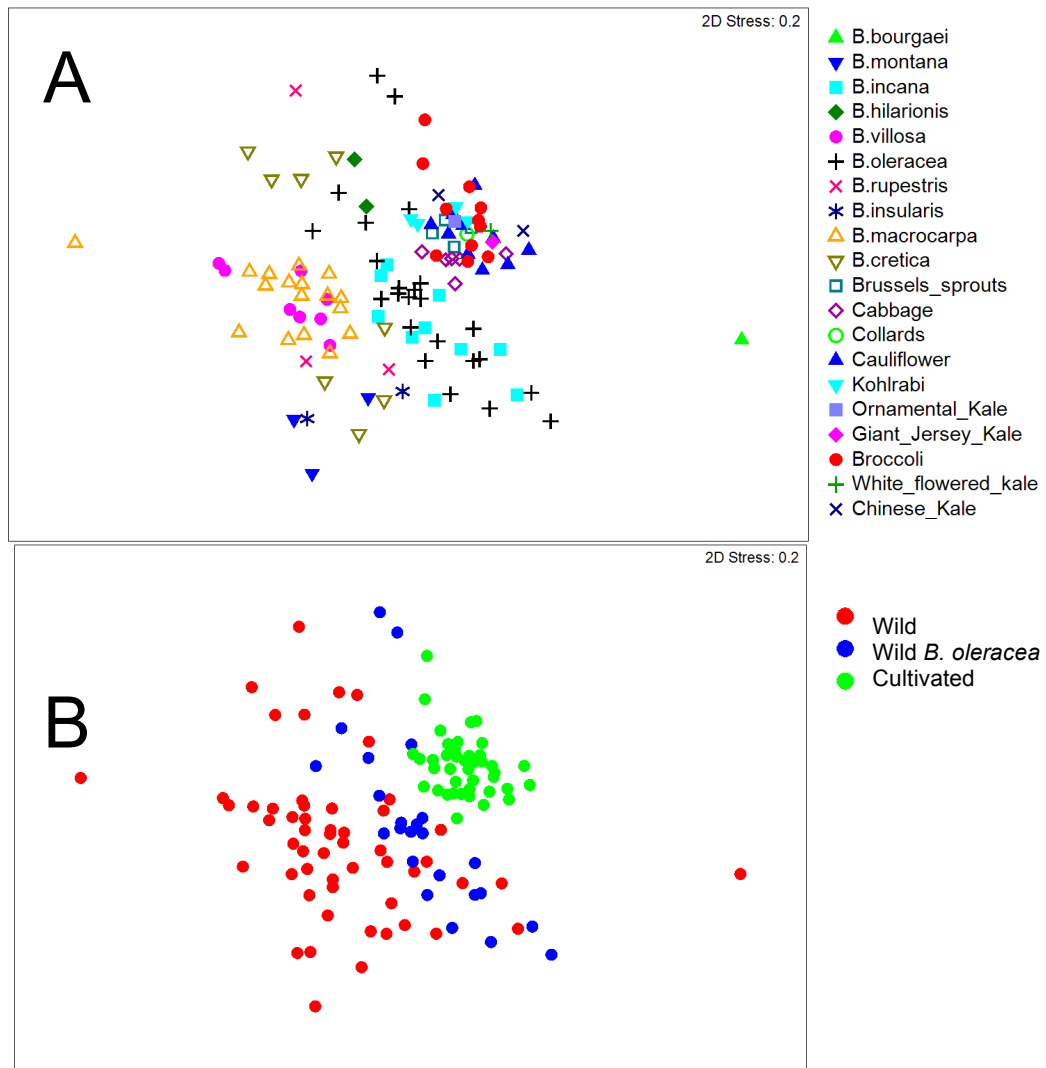 2D Stress: 0.2
A
B.bourgaei
B.montana
B.incana
B.hilarionis
B.villosa
B.oleracea
B.rupestris
B.insularis
B.macrocarpa
B.cretica
Brussels_sprouts
Cabbage
Collards
Cauliflower
Kohlrabi
Ornamental_Kale
Giant_Jersey_Kale
Broccoli
White_flowered_kale
Chinese_Kale
2D Stress: 0.2
B
Wild
Wild B. oleracea
Cultivated